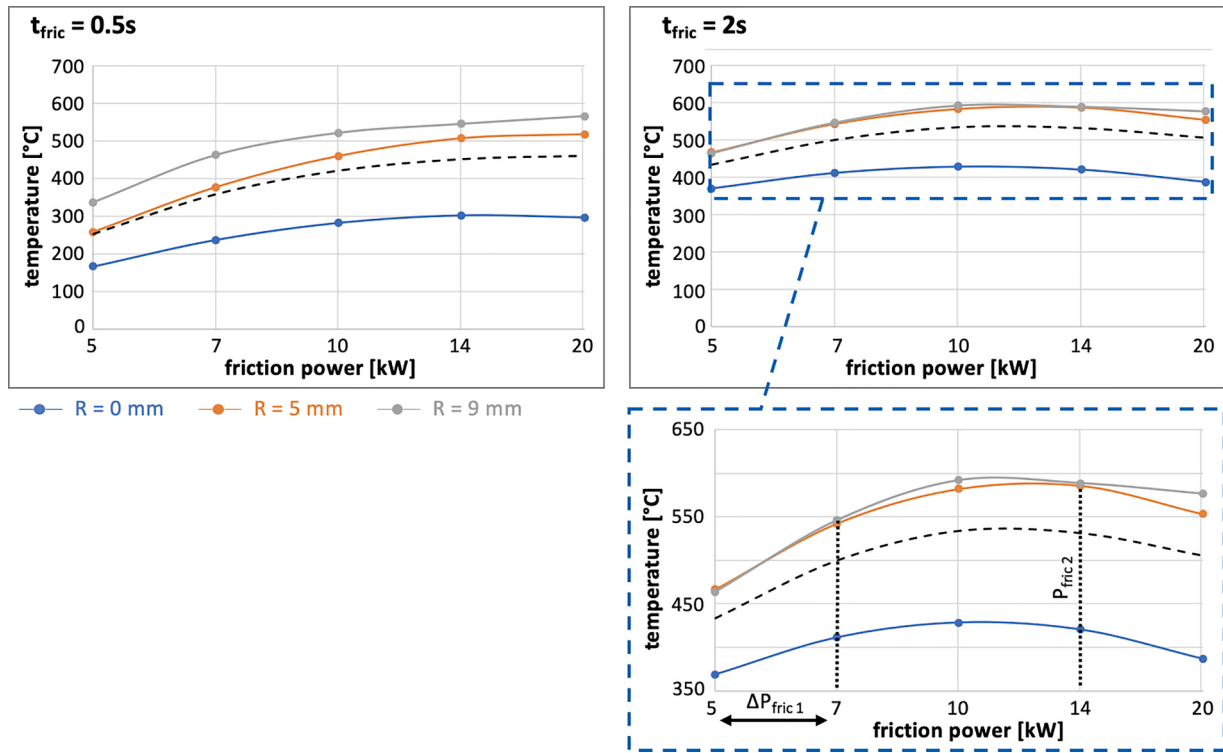 t_fric = 0.5s
700
600
500
400
300
200
100
0
temperature [°C]
5 7 10 14 20
friction power [kW]
R = 0 mm R = 5 mm R = 9 mm
t_fric = 2s
700
600
500
400
300
200
100
0
temperature [°C]
5 7 10 14 20
friction power [kW]
650
550
450
350
temperature [°C]
P_fric 2
5 7 10 14 20
ΔP_fric 1
friction power [kW]